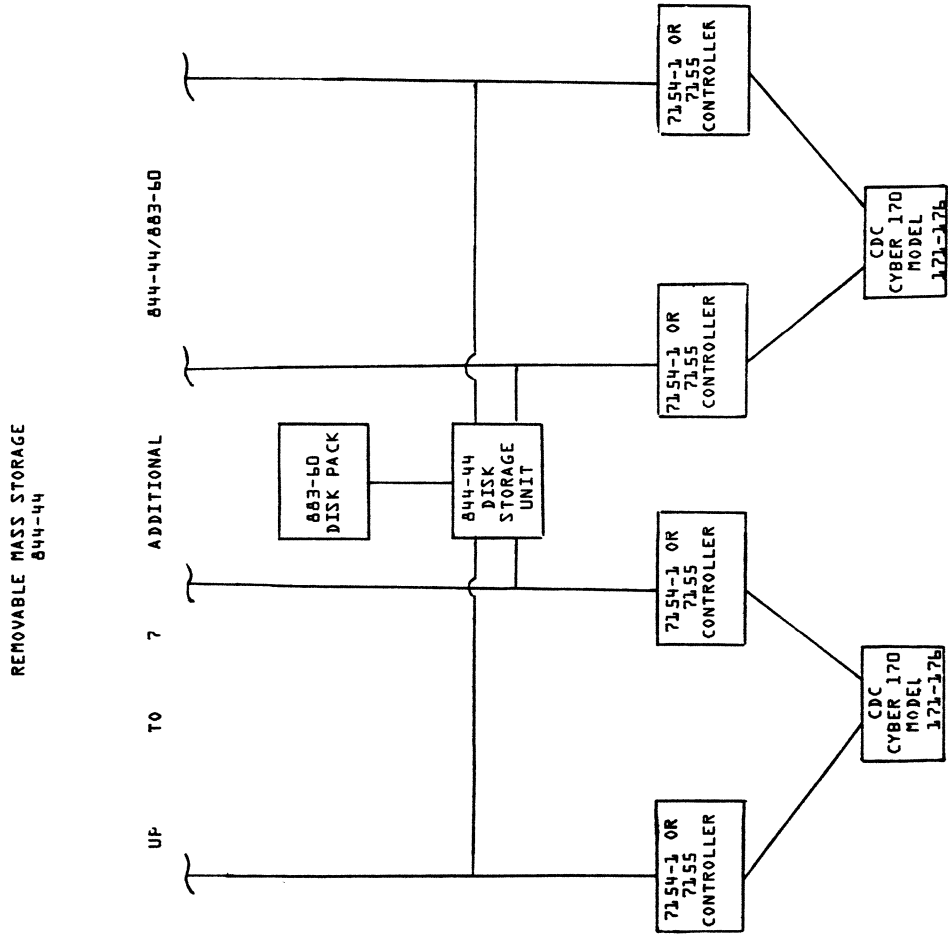 REMOVABLE MASS STORAGE
844-44
UP TO 7 ADDITIONAL 844-44/883-60
883-60
DISK PACK
844-44
DISK
STORAGE
UNIT
7154-1 OR
7155
CONTROLLER
7154-1 OR
7155
CONTROLLER
7154-1 OR
7155
CONTROLLER
7154-1 OR
7155
CONTROLLER
CDC
CYBER 170
MODEL
171-176
CDC
CYBER 170
MODEL
171-176